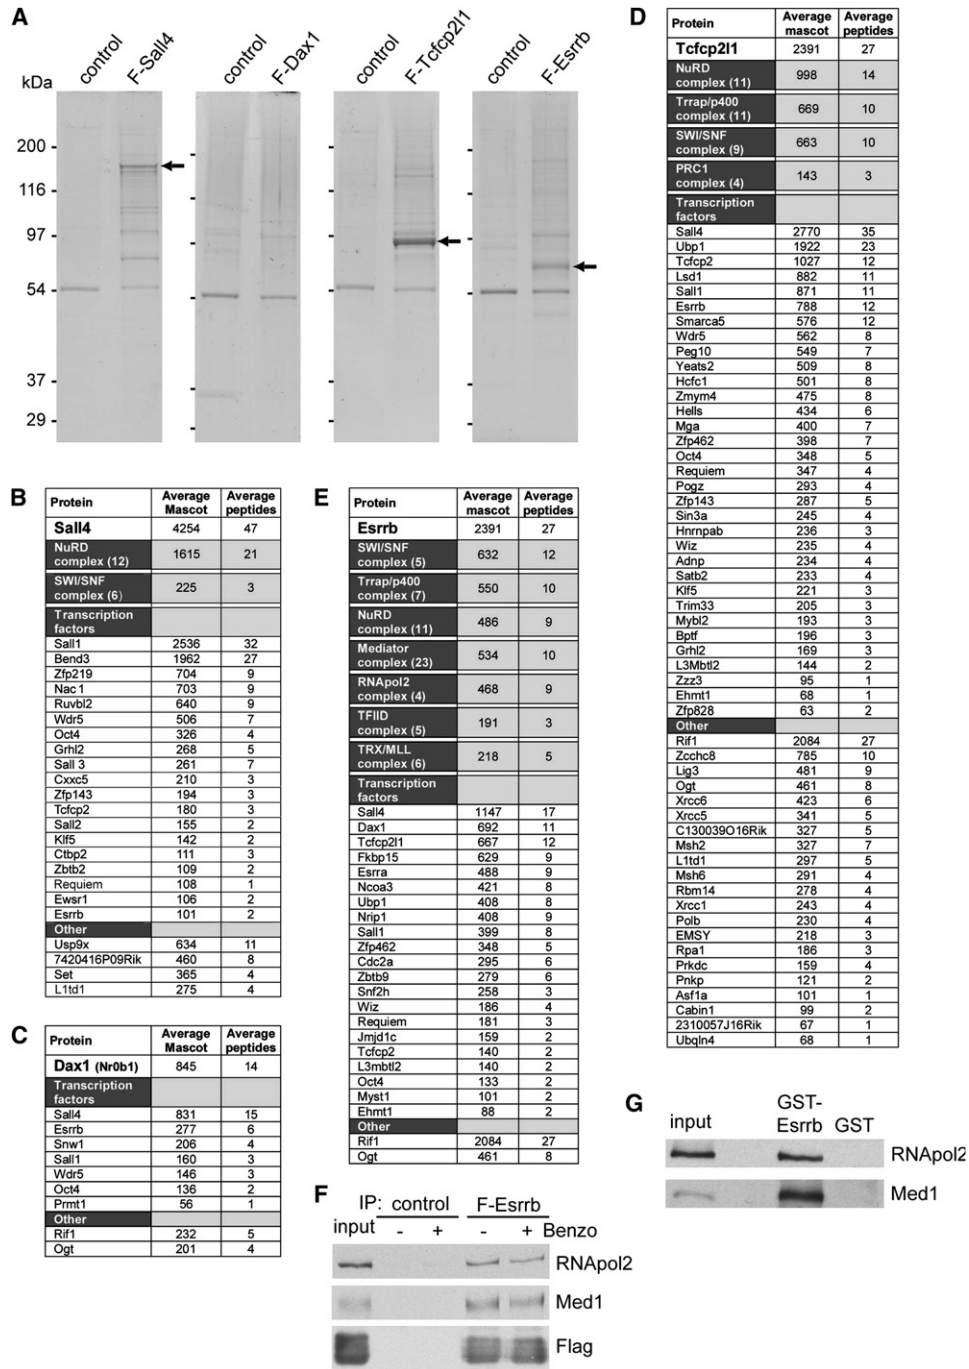 A
control
F-Sall4
control
F-Dax1
control
F-Tcfcp2l1
control
F-Esrrb
kDa
200
116
97
54
37
29
B
Protein Average Mascot Average peptides
Sall4 4254 47
NuRD complex (12) 1615 21
SWI/SNF complex (6) 225 3
Transcription factors
Sall1 2536 32
Bend3 1962 27
Zfp219 704 9
Nac1 703 9
Ruvbl2 640 9
Wdr5 506 7
Oct4 326 4
Grhl2 268 5
Sall 3 261 7
Cxxc5 210 3
Zfp143 194 3
Tcfcp2 180 3
Sall2 155 2
Klf5 142 2
Ctbp2 111 3
Zbtb2 109 2
Requiem 108 1
Ewsr1 106 2
Esrrb 101 2
Other
Usp9x 634 11
7420416P09Rik 460 8
Set 365 4
L1td1 275 4
C
Protein Average Mascot Average peptides
Dax1 (Nr0b1) 845 14
Transcription factors
Sall4 831 15
Esrrb 277 6
Snw1 206 4
Sall1 160 3
Wdr5 146 3
Oct4 136 2
Prmt1 56 1
Other
Rif1 232 5
Ogt 201 4
E
Protein Average mascot Average peptides
Esrrb 2391 27
SWI/SNF complex (5) 632 12
Trrap/p400 complex (7) 550 10
NuRD complex (11) 486 9
Mediator complex (23) 534 10
RNApol2 complex (4) 468 9
TFIID complex (5) 191 3
TRX/MLL complex (6) 218 5
Transcription factors
Sall4 1147 17
Dax1 692 11
Tcfcp2l1 667 12
Fkbp15 629 9
Esrra 488 9
Ncoa3 421 8
Ubp1 408 8
Nrip1 408 9
Sall1 399 8
Zfp462 348 5
Cdc2a 295 6
Zbtb9 279 6
Snf2h 258 3
Wiz 186 4
Requiem 181 3
Jmjd1c 159 2
Tcfcp2 140 2
L3mbtl2 140 2
Oct4 133 2
Myst1 101 2
Ehmt1 88 2
Other
Rif1 2084 27
Ogt 461 8
D
Protein Average mascot Average peptides
Tcfcp2l1 2391 27
NuRD complex (11) 998 14
Trrap/p400 complex (11) 669 10
SWI/SNF complex (9) 663 10
PRC1 complex (4) 143 3
Transcription factors
Sall4 2770 35
Ubp1 1922 23
Tcfcp2 1027 12
Lsd1 882 11
Sall1 871 11
Esrrb 788 12
Smarca5 576 12
Wdr5 562 8
Peg10 549 7
Yeats2 509 8
Hcfc1 501 8
Zmym4 475 8
Hells 434 6
Mga 400 7
Zfp462 398 7
Oct4 348 5
Requiem 347 4
Pogz 293 4
Zfp143 287 5
Sin3a 245 4
Hnrnpab 236 3
Wiz 235 4
Adnp 234 4
Satb2 233 4
Klf5 221 3
Trim33 205 3
Mybl2 193 3
Bptf 196 3
Grhl2 169 3
L3Mbtl2 144 2
Zzz3 95 1
Ehmt1 68 1
Zfp828 63 2
Other
Rif1 2084 27
Zcchc8 785 10
Lig3 481 9
Ogt 461 8
Xrcc6 423 6
Xrcc5 341 5
C130039O16Rik 327 5
Msh2 327 7
L1td1 297 5
Msh6 291 4
Rbm14 278 4
Xrcc1 243 4
Polb 230 4
EMSY 218 3
Rpa1 186 3
Prkdc 159 4
Pnkp 121 2
Asf1a 101 1
Cabin1 99 2
2310057J16Rik 67 1
Ubqln4 68 1
F
IP: control F-Esrrb
input - + - + Benzo
RNApol2
Med1
Flag
G
input GST-Esrrb GST
RNApol2
Med1